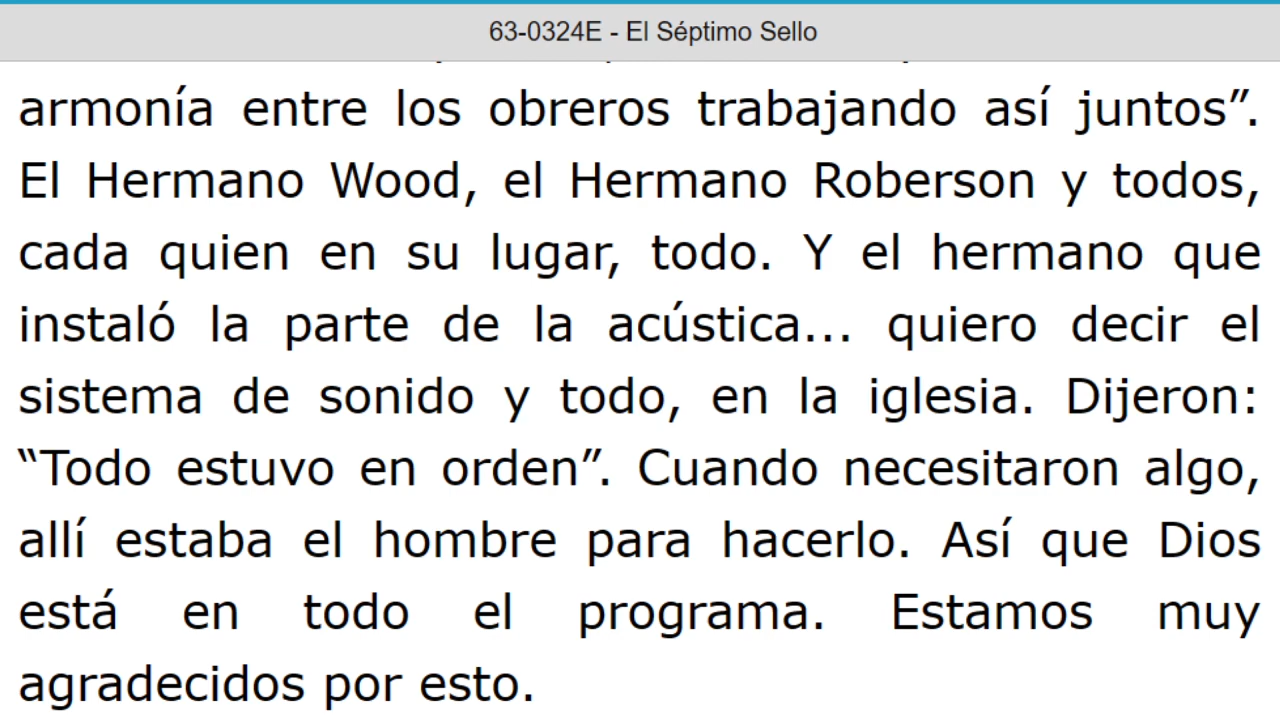 63-0324E - El Séptimo Sello
armonía entre los obreros trabajando así juntos”.
El Hermano Wood, el Hermano Roberson y todos,
cada quien en su lugar, todo. Y el hermano que
instaló la parte de la acústica... quiero decir el
sistema de sonido y todo, en la iglesia. Dijeron:
“Todo estuvo en orden”. Cuando necesitaron algo,
allí estaba el hombre para hacerlo. Así que Dios
está en todo el programa. Estamos muy
agradecidos por esto.